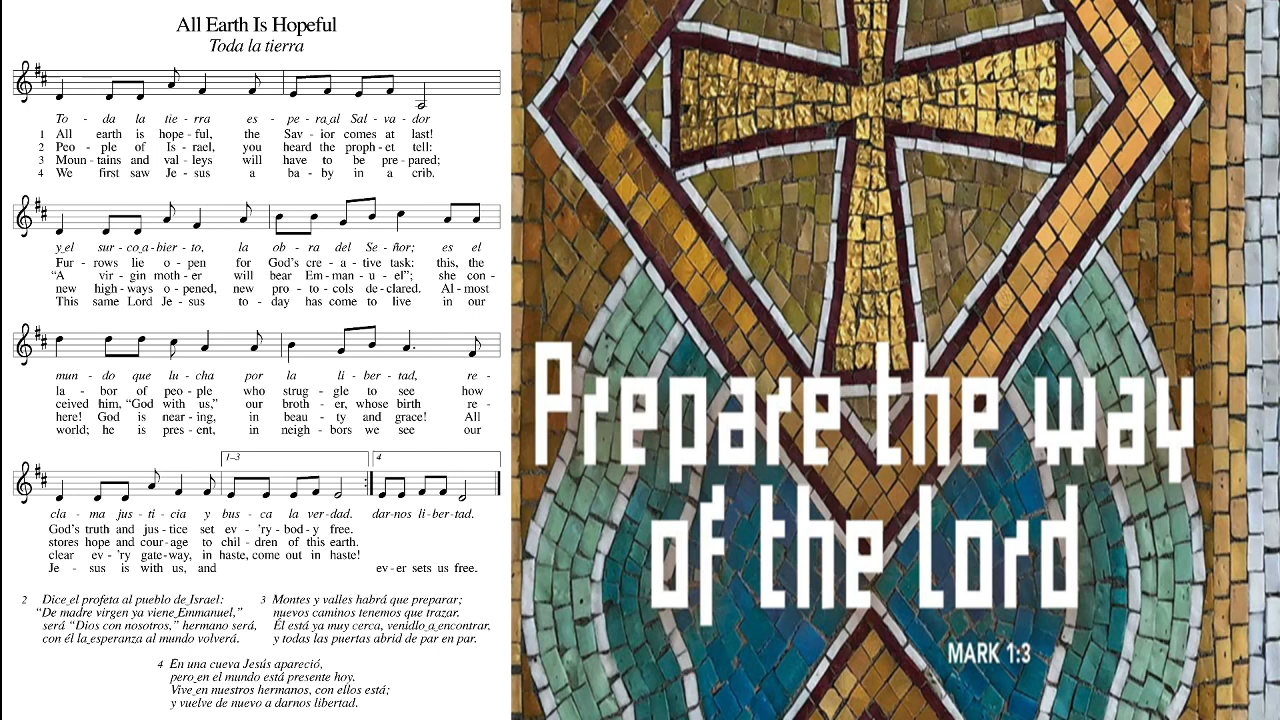 All Earth Is Hopeful
Toda la tierra
To - da la tie - rra es - pe - ra al Sal - va - dor
1 All earth is hope - ful, the Sav - ior comes at last!
2 Peo - ple of Is - rael, you heard the proph - et tell:
3 Moun - tains and val - leys will have to be pre - pared;
4 We first saw Je - sus a ba - by in a crib.
y el sur - co a - bier - to, la ob - ra del Se - ñor; es el
Fur - rows lie o - pen for God's cre - a - tive task: this, the
“A vir - gin moth - er will bear Em - man - u - el”; she con -
new high - ways o - pened, new pro - to - cols de - clared. Al - most
This same Lord Je - sus to - day has come to live in our
mun - do que lu - cha por la li - ber - tad, re -
la - bor of peo - ple who strug - gle to see how
ceived him, “God with us,” our broth - er, whose birth re -
here! God is near - ing, in beau - ty and grace! All
world; he is pres - ent, in neigh - bors we see our
1–3 4
cla - ma jus - ti - cia y bus - ca la ver - dad. dar - nos li - ber - tad.
God's truth and jus - tice set ev - 'ry - bod - y free.
stores hope and cour - age to chil - dren of this earth.
clear ev - 'ry gate - way, in haste, come out in haste!
Je - sus is with us, and ev - er sets us free.
2 Dice el profeta al pueblo de Israel:
“De madre virgen ya viene Emmanuel,”
será “Dios con nosotros,” hermano será,
con él la esperanza al mundo volverá.
3 Montes y valles habrá que preparar;
nuevos caminos tenemos que trazar.
Él está ya muy cerca, venidlo a encontrar,
y todas las puertas abrid de par en par.
4 En una cueva Jesús apareció,
pero en el mundo está presente hoy.
Vive en nuestros hermanos, con ellos está;
y vuelve de nuevo a darnos libertad.
Prepare the way
of the Lord
MARK 1:3